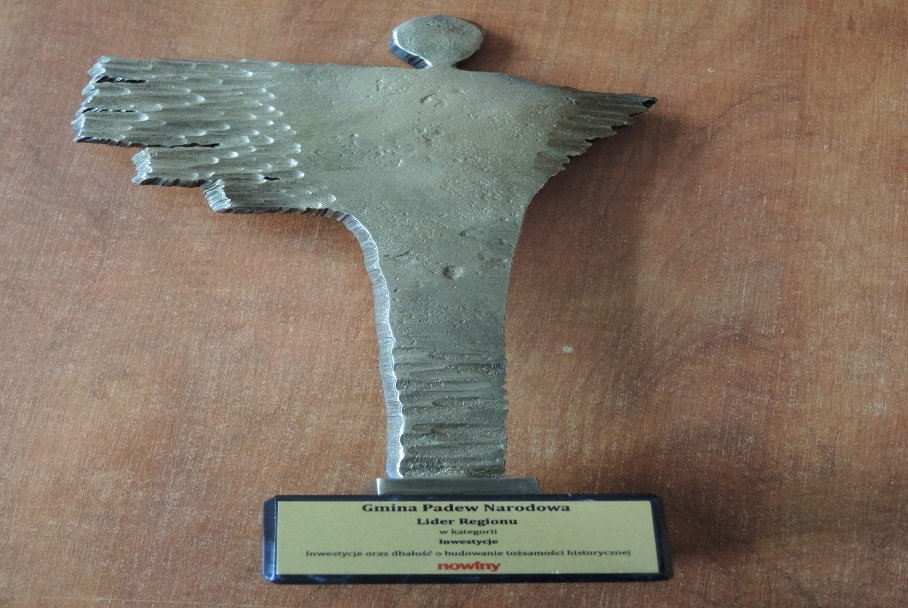 Gmina Padew Narodowa
Lider Regionu
w kategorii
Inwestycje
Inwestycje oraz dbałość o budowanie tożsamości historycznej
nowiny